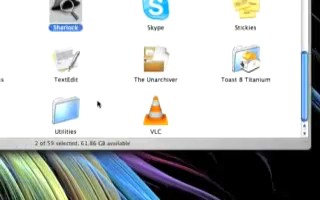 Sherlock
Skype
Stickies
TextEdit
The Unarchiver
Toast 8 Titanium
Utilities
VLC
2 of 59 selected, 61.86 GB available